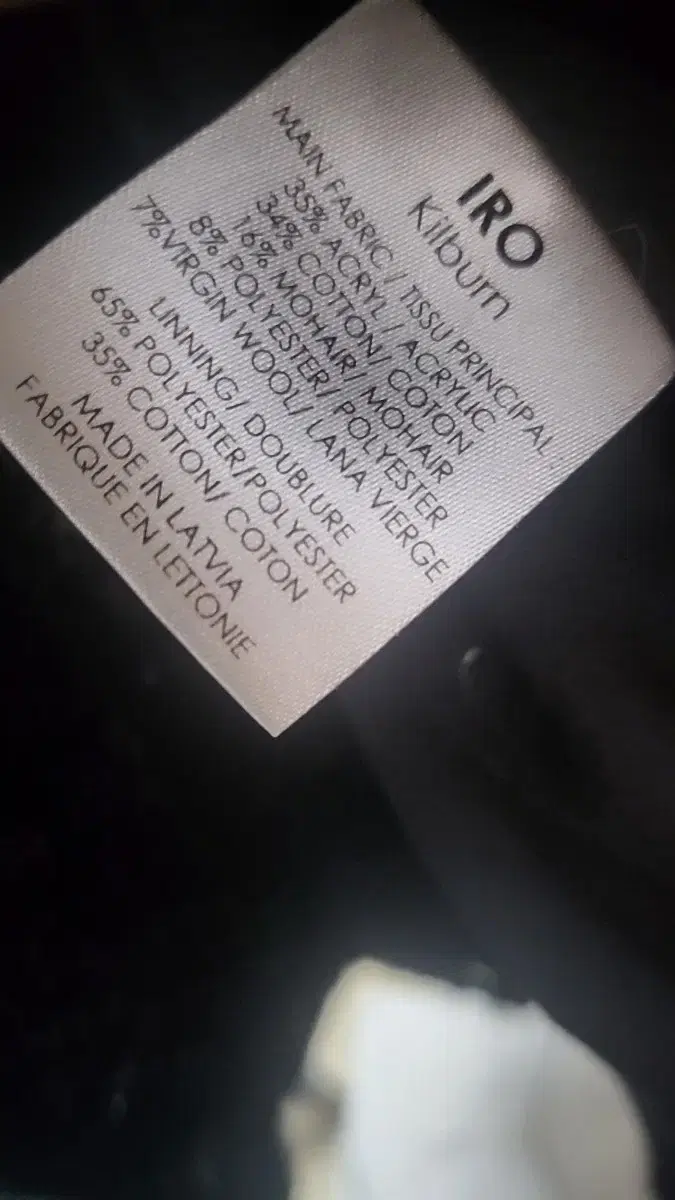 IRO
Kilburn
MAIN FABRIC / TISSU PRINCIPAL :
35% ACRYL / ACRYLIC
34% COTTON/ COTON
16% MOHAIR/ MOHAIR
8% POLYESTER/ POLYESTER
7%VIRGIN WOOL/ LANA VIERGE
LINNING/ DOUBLURE
65% POLYESTER/POLYESTER
35% COTTON/ COTON
MADE IN LATVIA
FABRIQUE EN LETTONIE